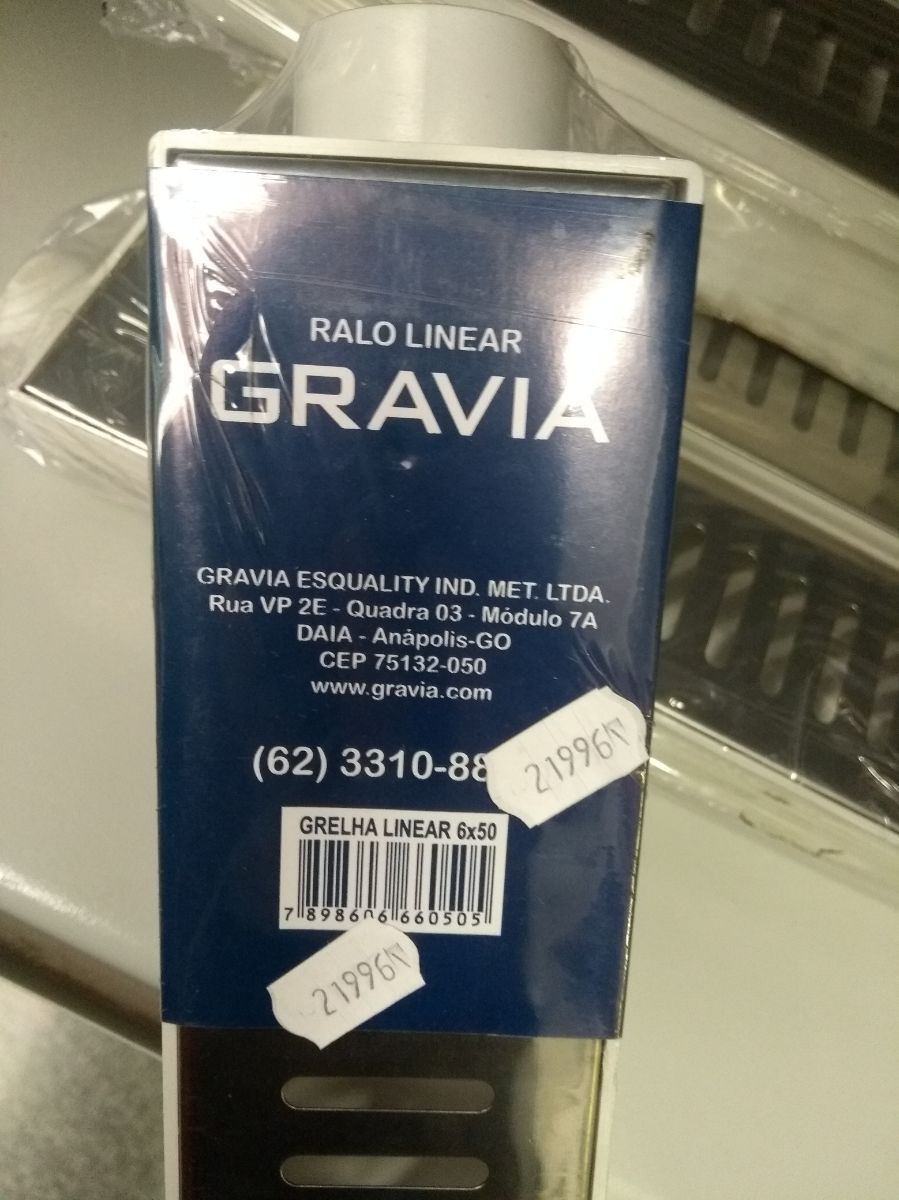 RALO LINEAR
GRAVIA
GRAVIA ESQUALITY IND. MET. LTDA.
Rua VP 2E - Quadra 03 - Módulo 7A
DAIA - Anápolis-GO
CEP 75132-050
www.gravia.com
(62) 3310-88
21996
GRELHA LINEAR 6x50
7 898606 660505
21996